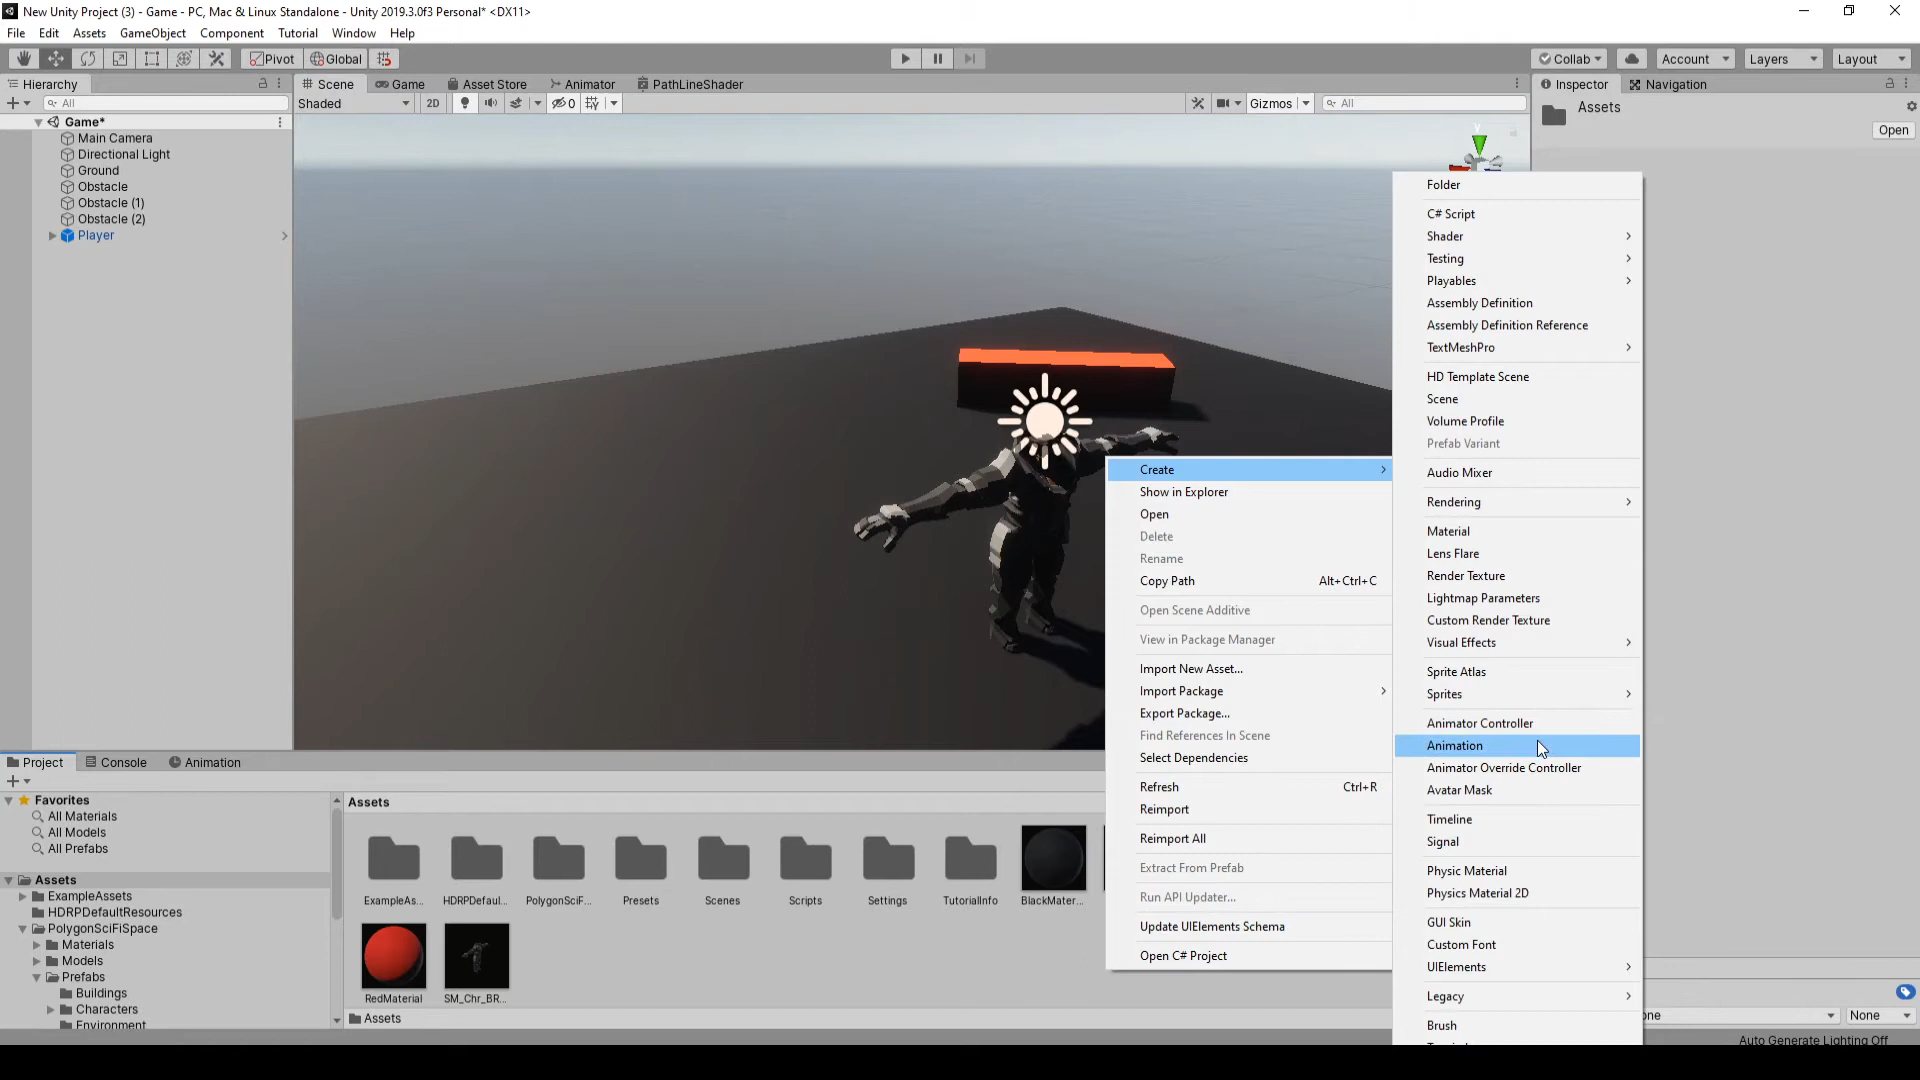 New Unity Project (3) - Game - PC, Mac & Linux Standalone - Unity 2019.3.0f3 Personal* <DX11>
File Edit Assets GameObject Component Tutorial Window Help
Pivot Global Collab Account Layers Layout
Hierarchy
All
Game*
Main Camera
Directional Light
Ground
Obstacle
Obstacle (1)
Obstacle (2)
Player
Scene Game Asset Store Animator PathLineShader
Shaded 2D 0 Gizmos All
Inspector Navigation
Assets
Open
Create
Show in Explorer
Open
Delete
Rename
Copy Path Alt+Ctrl+C
Open Scene Additive
View in Package Manager
Import New Asset...
Import Package
Export Package...
Find References In Scene
Select Dependencies
Refresh Ctrl+R
Reimport
Reimport All
Extract From Prefab
Run API Updater...
Update UIElements Schema
Open C# Project
Folder
C# Script
Shader
Testing
Playables
Assembly Definition
Assembly Definition Reference
TextMeshPro
HD Template Scene
Scene
Volume Profile
Prefab Variant
Audio Mixer
Rendering
Material
Lens Flare
Render Texture
Lightmap Parameters
Custom Render Texture
Visual Effects
Sprite Atlas
Sprites
Animator Controller
Animation
Animator Override Controller
Avatar Mask
Timeline
Signal
Physic Material
Physics Material 2D
GUI Skin
Custom Font
UIElements
Legacy
Brush
Project Console Animation
Favorites
All Materials
All Models
All Prefabs
Assets
ExampleAssets
HDRPDefaultResources
PolygonSciFiSpace
Materials
Models
Prefabs
Buildings
Characters
Environment
Assets
ExampleAs... HDRPDefaul... PolygonSciF... Presets Scenes Scripts Settings TutorialInfo BlackMater...
RedMaterial SM_Chr_BR...
Assets
None
Auto Generate Lighting Off